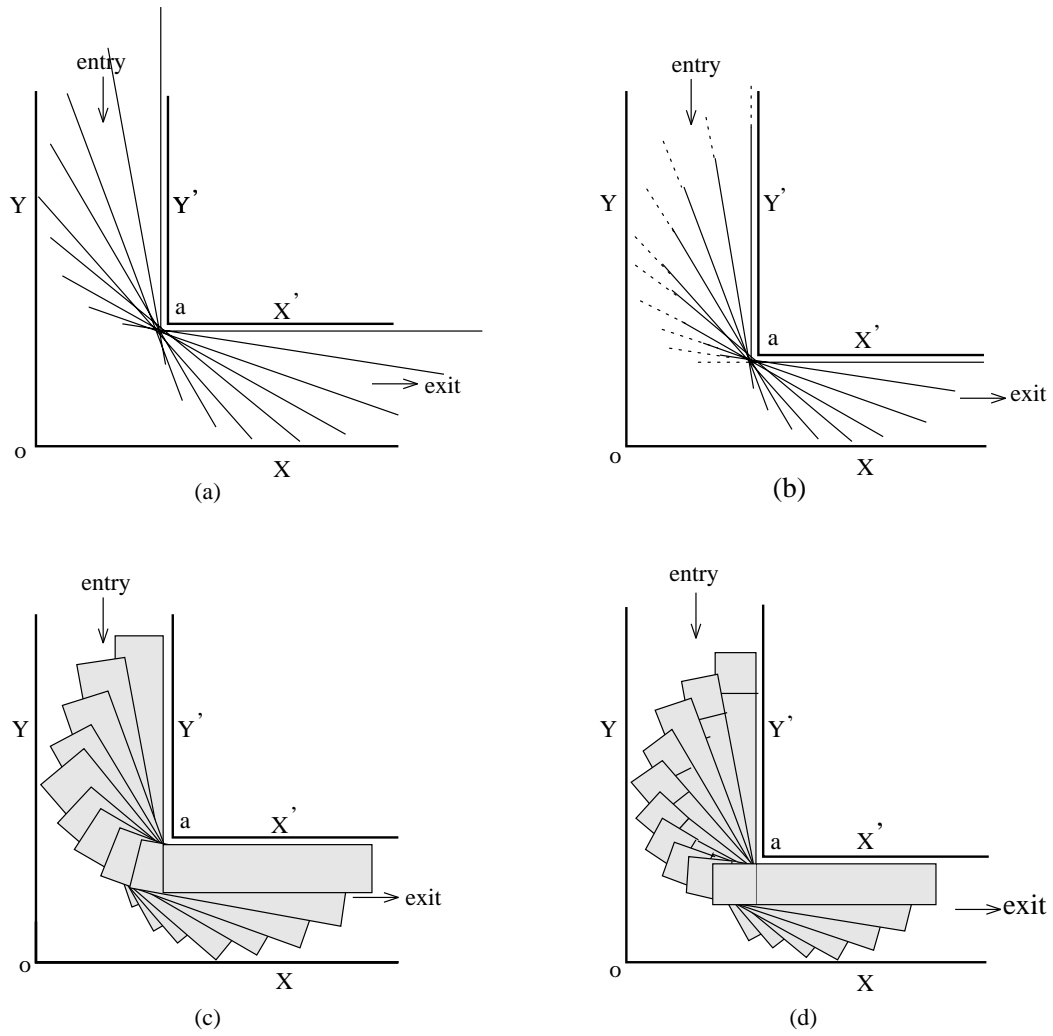 entry
Y
Y'
a
X'
exit
o
X
(a)
entry
Y
Y'
a
X'
exit
o
X
(b)
entry
Y
Y'
a
X'
exit
o
X
(c)
entry
Y
Y'
a
X'
exit
o
X
(d)